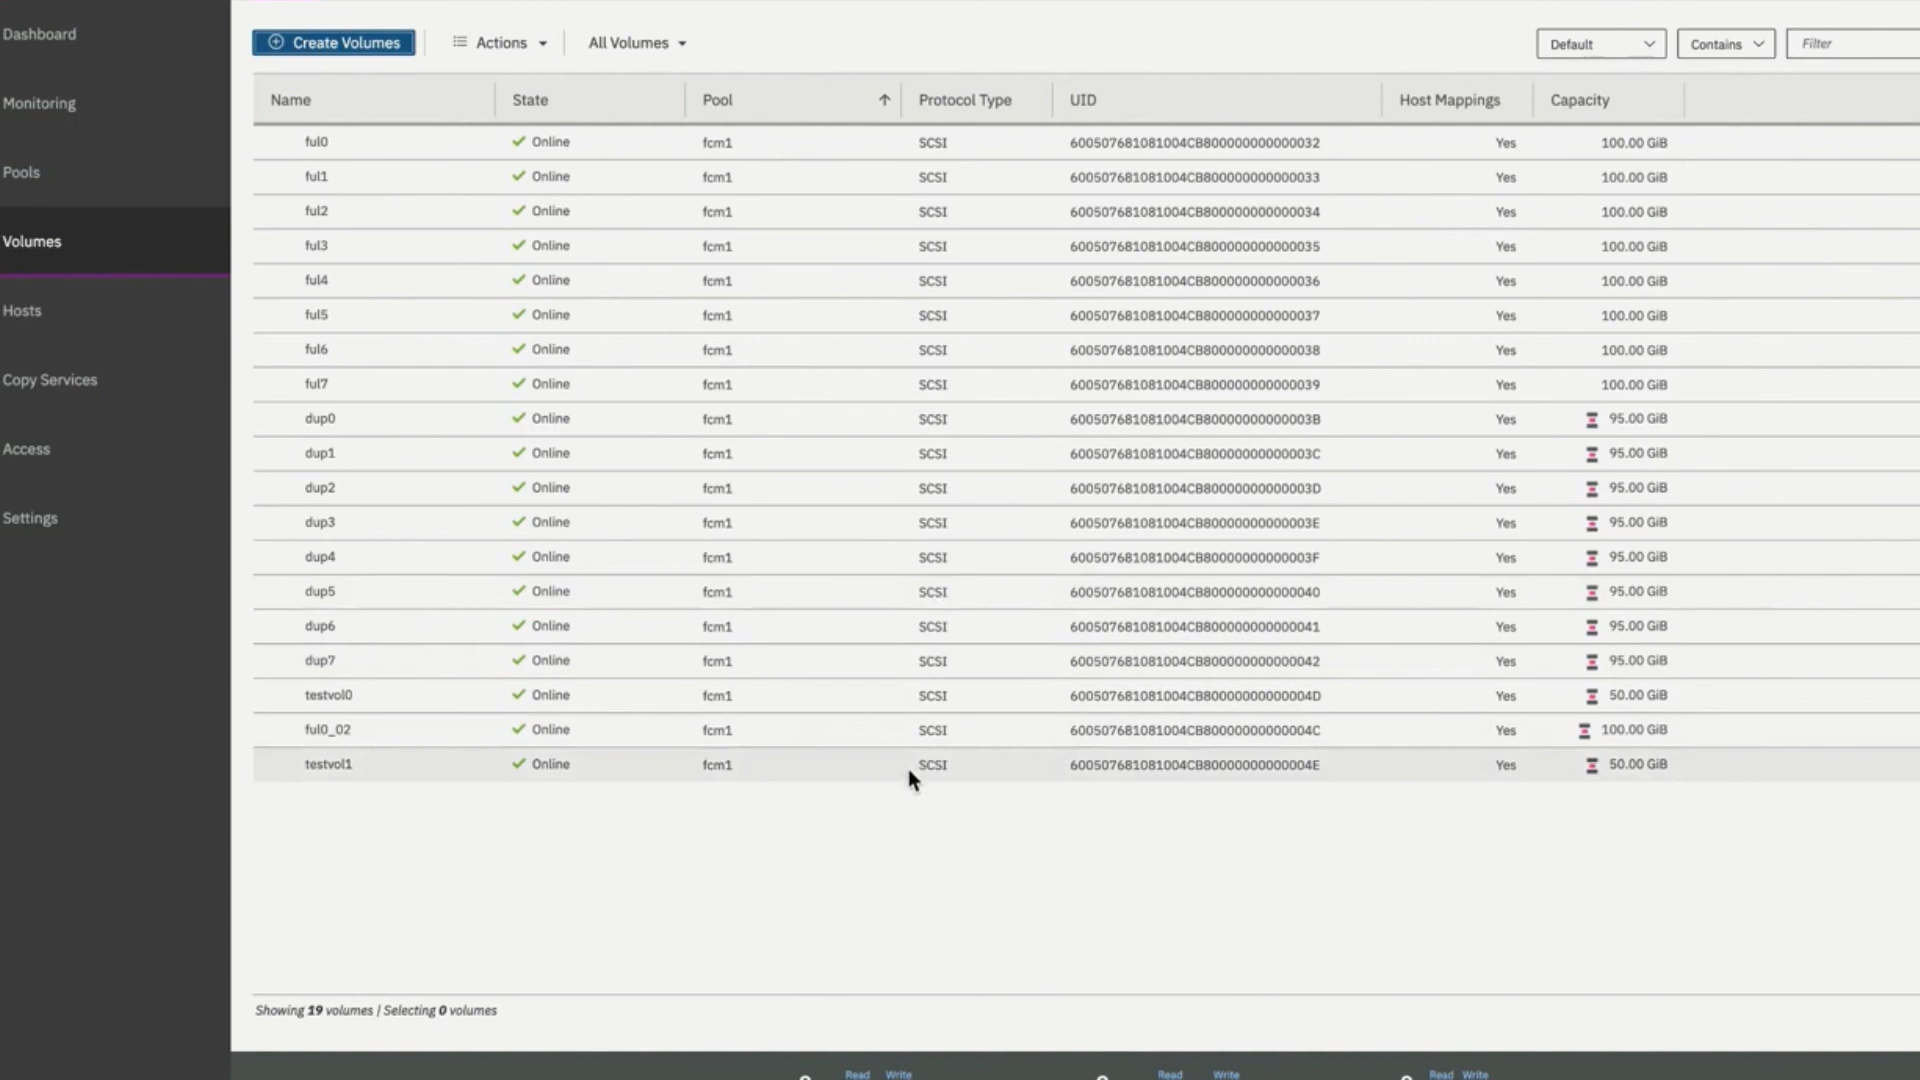 Dashboard
Monitoring
Pools
Volumes
Hosts
Copy Services
Access
Settings
Create Volumes Actions All Volumes Default Contains Filter
Name State Pool Protocol Type UID Host Mappings Capacity
ful0 Online fcm1 SCSI 600507681081004CB800000000000032 Yes 100.00 GiB
ful1 Online fcm1 SCSI 600507681081004CB800000000000033 Yes 100.00 GiB
ful2 Online fcm1 SCSI 600507681081004CB800000000000034 Yes 100.00 GiB
ful3 Online fcm1 SCSI 600507681081004CB800000000000035 Yes 100.00 GiB
ful4 Online fcm1 SCSI 600507681081004CB800000000000036 Yes 100.00 GiB
ful5 Online fcm1 SCSI 600507681081004CB800000000000037 Yes 100.00 GiB
ful6 Online fcm1 SCSI 600507681081004CB800000000000038 Yes 100.00 GiB
ful7 Online fcm1 SCSI 600507681081004CB800000000000039 Yes 100.00 GiB
dup0 Online fcm1 SCSI 600507681081004CB80000000000003B Yes 95.00 GiB
dup1 Online fcm1 SCSI 600507681081004CB80000000000003C Yes 95.00 GiB
dup2 Online fcm1 SCSI 600507681081004CB80000000000003D Yes 95.00 GiB
dup3 Online fcm1 SCSI 600507681081004CB80000000000003E Yes 95.00 GiB
dup4 Online fcm1 SCSI 600507681081004CB80000000000003F Yes 95.00 GiB
dup5 Online fcm1 SCSI 600507681081004CB800000000000040 Yes 95.00 GiB
dup6 Online fcm1 SCSI 600507681081004CB800000000000041 Yes 95.00 GiB
dup7 Online fcm1 SCSI 600507681081004CB800000000000042 Yes 95.00 GiB
testvol0 Online fcm1 SCSI 600507681081004CB80000000000004D Yes 50.00 GiB
ful0_02 Online fcm1 SCSI 600507681081004CB80000000000004C Yes 100.00 GiB
testvol1 Online fcm1 SCSI 600507681081004CB80000000000004E Yes 50.00 GiB
Showing 19 volumes | Selecting 0 volumes
Read Write Read Write Read Write